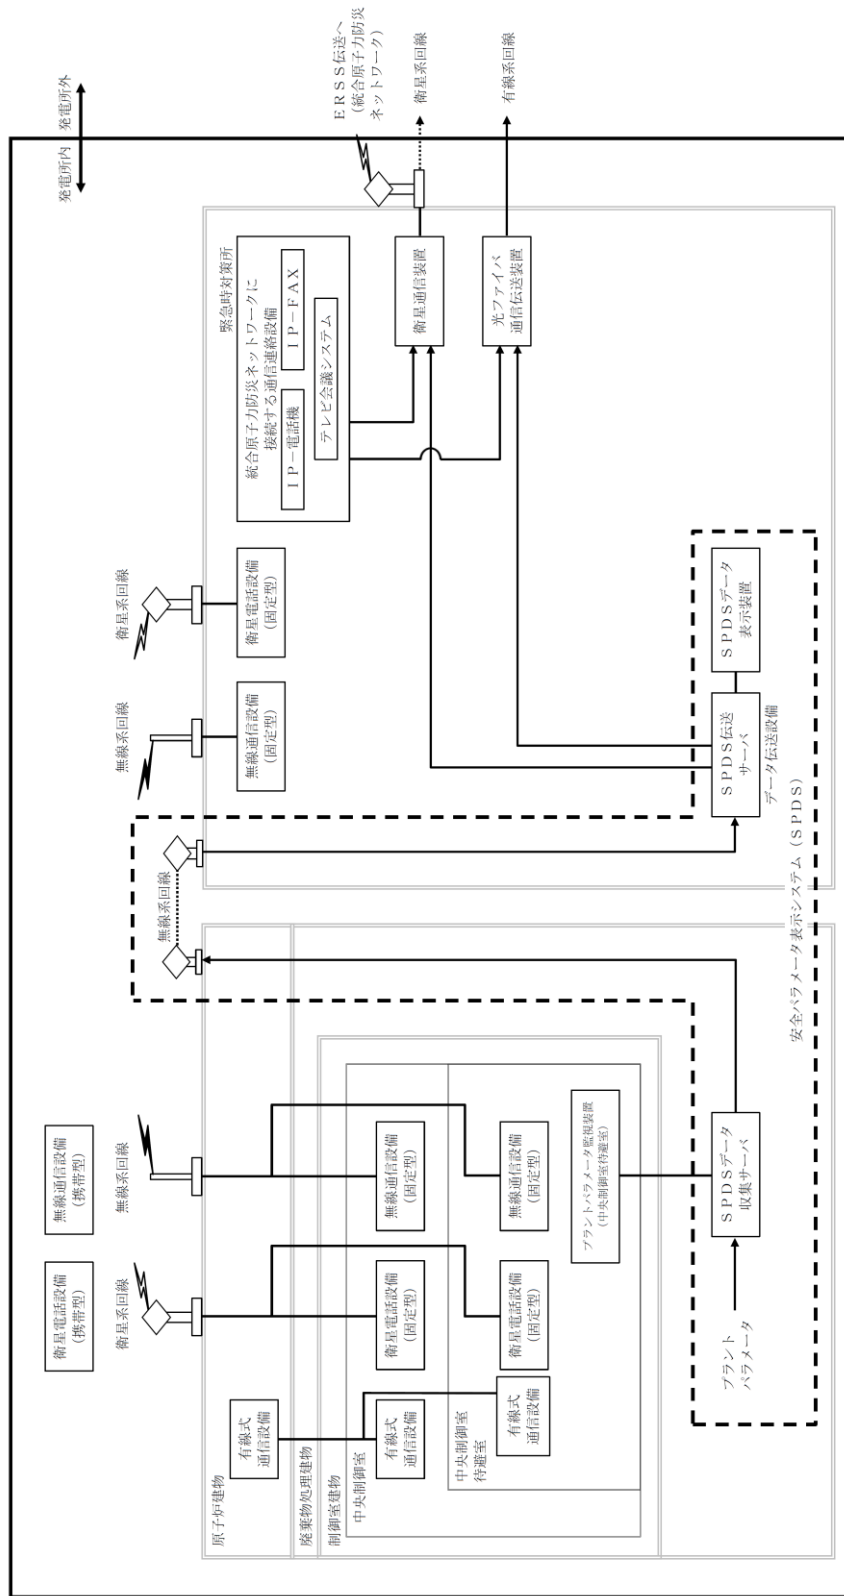 発電所内
発電所外
衛星電話設備
(携帯型)
無線通信設備
(携帯型)
衛星系回線
無線系回線
無線系回線
無線系回線
衛星系回線
ERSS伝送へ
(統合原子力防災
ネットワーク)
衛星系回線
有線系回線
原子炉建物
有線式
通信設備
廃棄物処理建物
制御室建物
中央制御室
有線式
通信設備
衛星電話設備
(固定型)
無線通信設備
(固定型)
中央制御室
待避室
有線式
通信設備
衛星電話設備
(固定型)
無線通信設備
(固定型)
プラントパラメータ監視装置
(中央制御室待避室)
プラント
パラメータ
SPDSデータ
収集サーバ
安全パラメータ表示システム(SPDS)
無線通信設備
(固定型)
衛星電話設備
(固定型)
緊急時対策所
統合原子力防災ネットワークに
接続する通信連絡設備
IP-電話機
IP-FAX
テレビ会議システム
衛星通信装置
光ファイバ
通信伝送装置
SPDS伝送
サーバ
データ伝送設備
SPDSデータ
表示装置